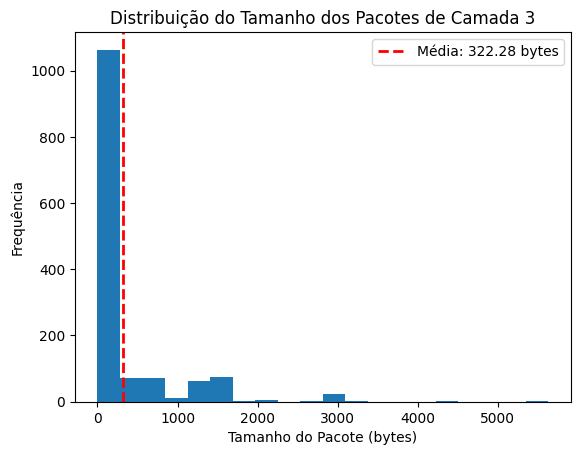 Distribuição do Tamanho dos Pacotes de Camada 3
Média: 322.28 bytes
Frequência
1000
800
600
400
200
0
0 1000 2000 3000 4000 5000
Tamanho do Pacote (bytes)